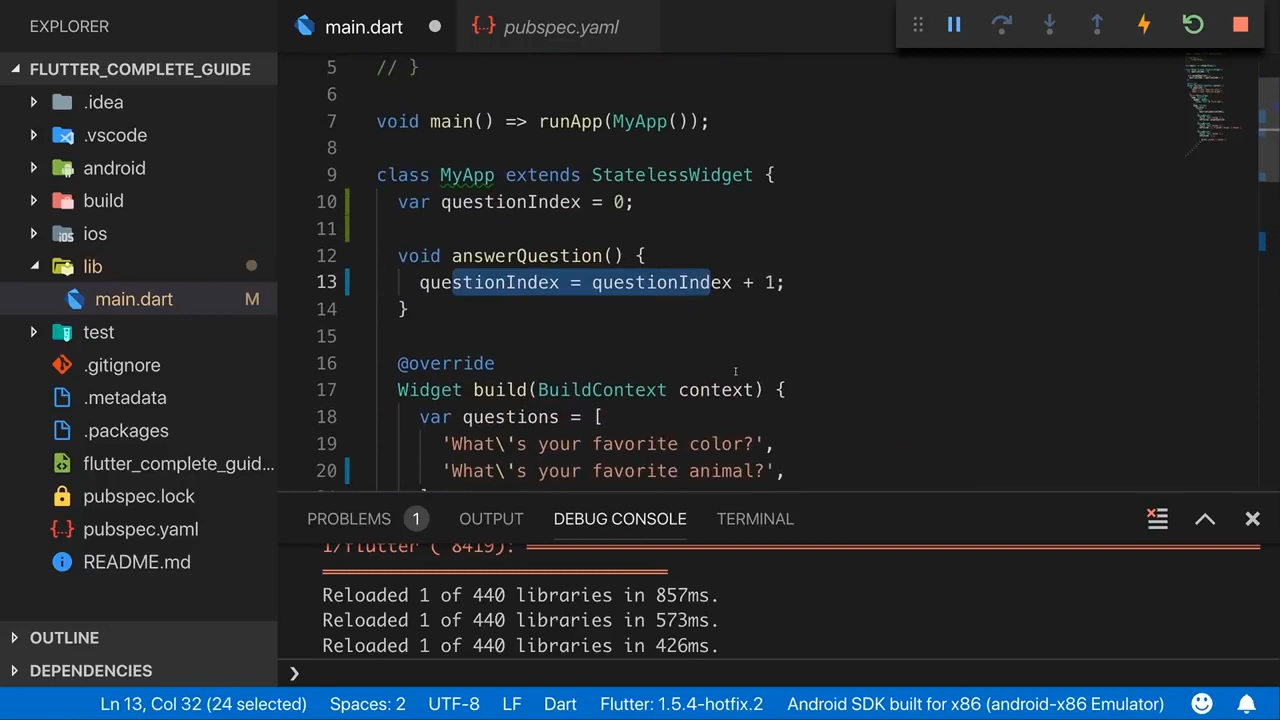 EXPLORER
FLUTTER_COMPLETE_GUIDE
.idea
.vscode
android
build
ios
lib
main.dart M
test
.gitignore
.metadata
.packages
flutter_complete_guid...
pubspec.lock
pubspec.yaml
README.md
OUTLINE
DEPENDENCIES
main.dart
{··} pubspec.yaml
5 // }
6
7 void main() => runApp(MyApp());
8
9 class MyApp extends StatelessWidget {
10 var questionIndex = 0;
11
12 void answerQuestion() {
13 questionIndex = questionIndex + 1;
14 }
15
16 @override
17 Widget build(BuildContext context) {
18 var questions = [
19 'What\'s your favorite color?',
20 'What\'s your favorite animal?',
PROBLEMS 1 OUTPUT DEBUG CONSOLE TERMINAL
I/flutter ( 8419): ════════
Reloaded 1 of 440 libraries in 857ms.
Reloaded 1 of 440 libraries in 573ms.
Reloaded 1 of 440 libraries in 426ms.
Ln 13, Col 32 (24 selected) Spaces: 2 UTF-8 LF Dart Flutter: 1.5.4-hotfix.2 Android SDK built for x86 (android-x86 Emulator)